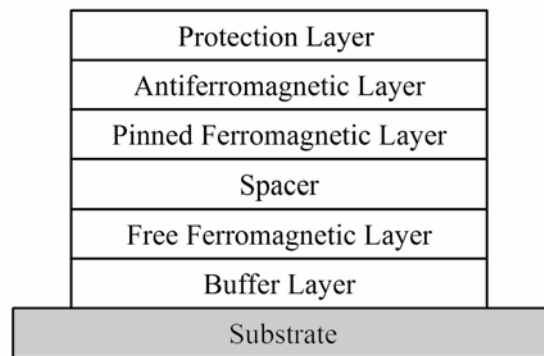 Protection Layer
Antiferromagnetic Layer
Pinned Ferromagnetic Layer
Spacer
Free Ferromagnetic Layer
Buffer Layer
Substrate